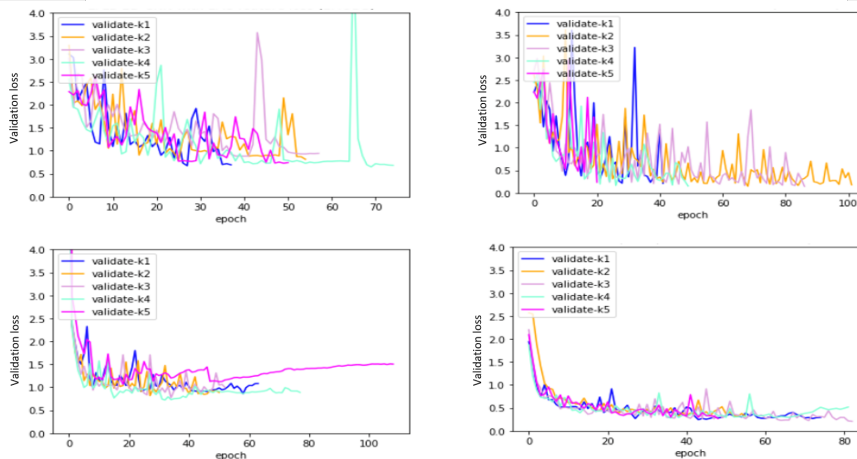 4.0
3.5
3.0
2.5
2.0
1.5
1.0
0.5
0.0
Validation loss
validate-k1
validate-k2
validate-k3
validate-k4
validate-k5
0 10 20 30 40 50 60 70
epoch
4.0
3.5
3.0
2.5
2.0
1.5
1.0
0.5
0.0
Validation loss
validate-k1
validate-k2
validate-k3
validate-k4
validate-k5
0 20 40 60 80 100
epoch
4.0
3.5
3.0
2.5
2.0
1.5
1.0
0.5
0.0
Validation loss
validate-k1
validate-k2
validate-k3
validate-k4
validate-k5
0 20 40 60 80 100
epoch
4.0
3.5
3.0
2.5
2.0
1.5
1.0
0.5
0.0
Validation loss
validate-k1
validate-k2
validate-k3
validate-k4
validate-k5
0 20 40 60 80
epoch